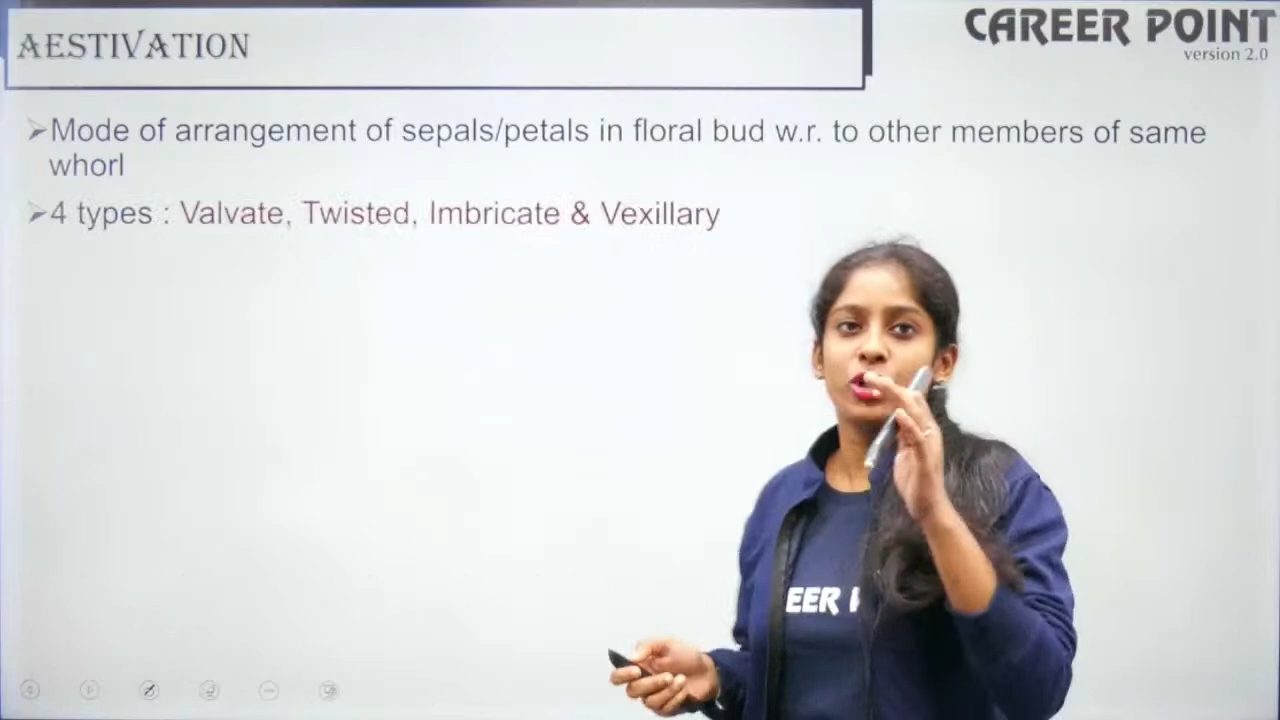 AESTIVATION
CAREER POINT
version 2.0
➢Mode of arrangement of sepals/petals in floral bud w.r. to other members of same
whorl
➢4 types : Valvate, Twisted, Imbricate & Vexillary
EER